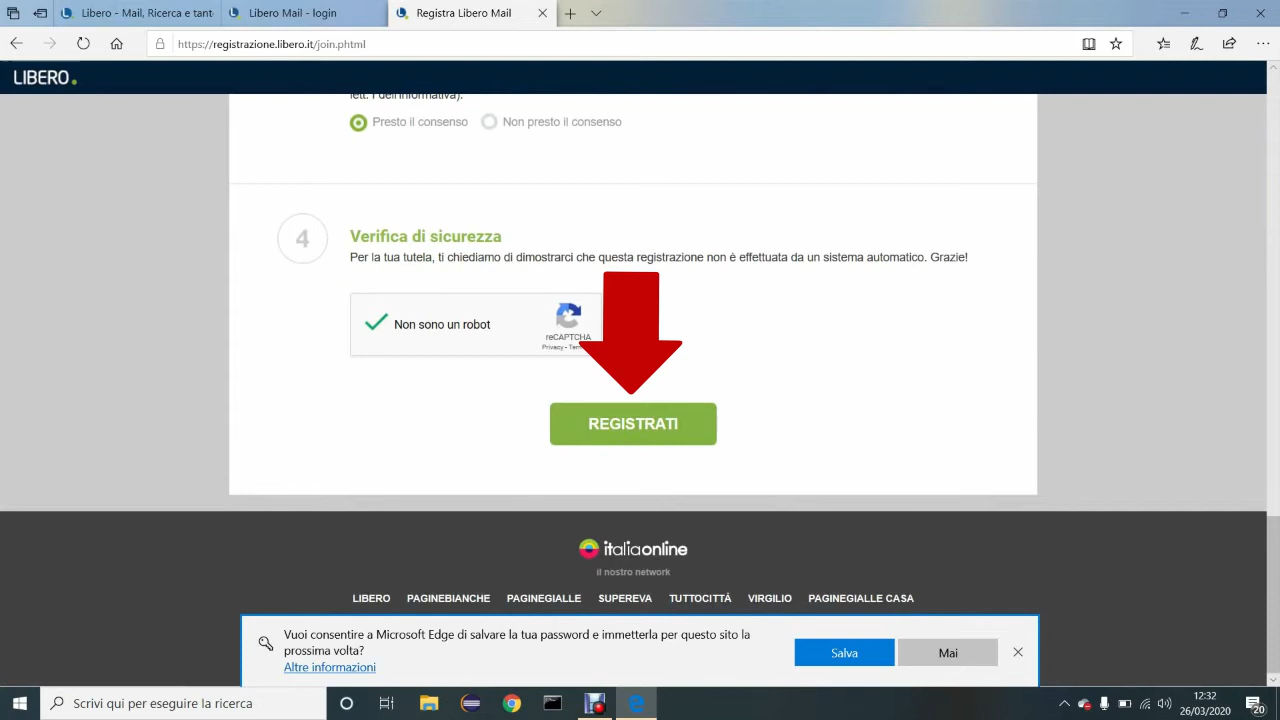 Libero - Mail, Ricerca e tanto
Libero Mail - Login
Registra Libero Mail
https://registrazione.libero.it/join.phtml
LIBERO.
lett. f dell'informativa).
Presto il consenso
Non presto il consenso
4
Verifica di sicurezza
Per la tua tutela, ti chiediamo di dimostrarci che questa registrazione non è effettuata da un sistema automatico. Grazie!
Non sono un robot
reCAPTCHA
Privacy -
REGISTRATI
italiaonline
il nostro network
LIBERO PAGINEBIANCHE PAGINEGIALLE SUPEREVA TUTTOCITTÀ VIRGILIO PAGINEGIALLE CASA
Vuoi consentire a Microsoft Edge di salvare la tua password e immetterla per questo sito la
prossima volta?
Altre informazioni
Salva
Mai
Scrivi qui per eseguire la ricerca
12:32
26/03/2020
20